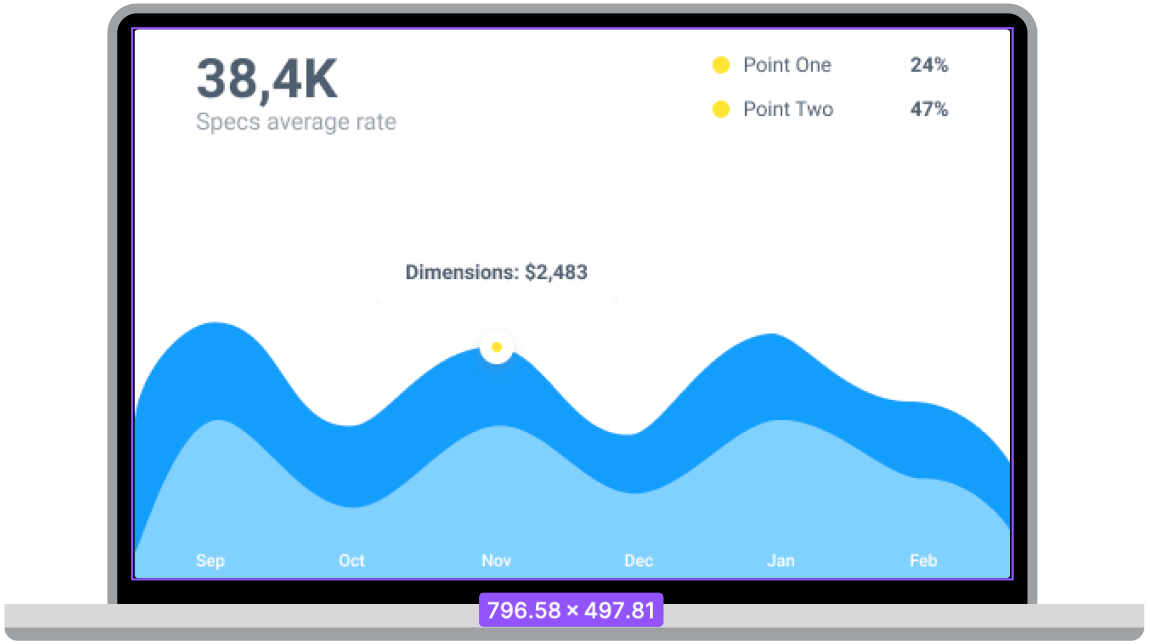 38,4K
Specs average rate
Point One 24%
Point Two 47%
Dimensions: $2,483
Sep Oct Nov Dec Jan Feb
796.58 × 497.81